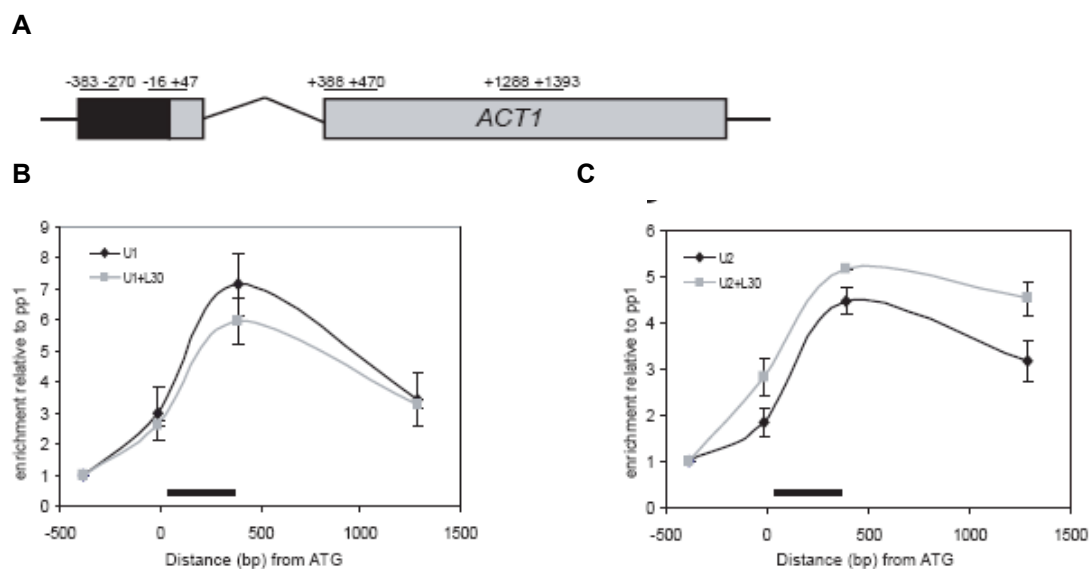 A
-383 -270 -16 +47 +388 +470 +1288 +1393
ACT1
B
C
9
8
7
6
5
4
3
2
1
0
enrichment relative to pp1
U1
U1+L30
-500 0 500 1000 1500
Distance (bp) from ATG
6
5
4
3
2
1
0
enrichment relative to pp1
U2
U2+L30
-500 0 500 1000 1500
Distance (bp) from ATG